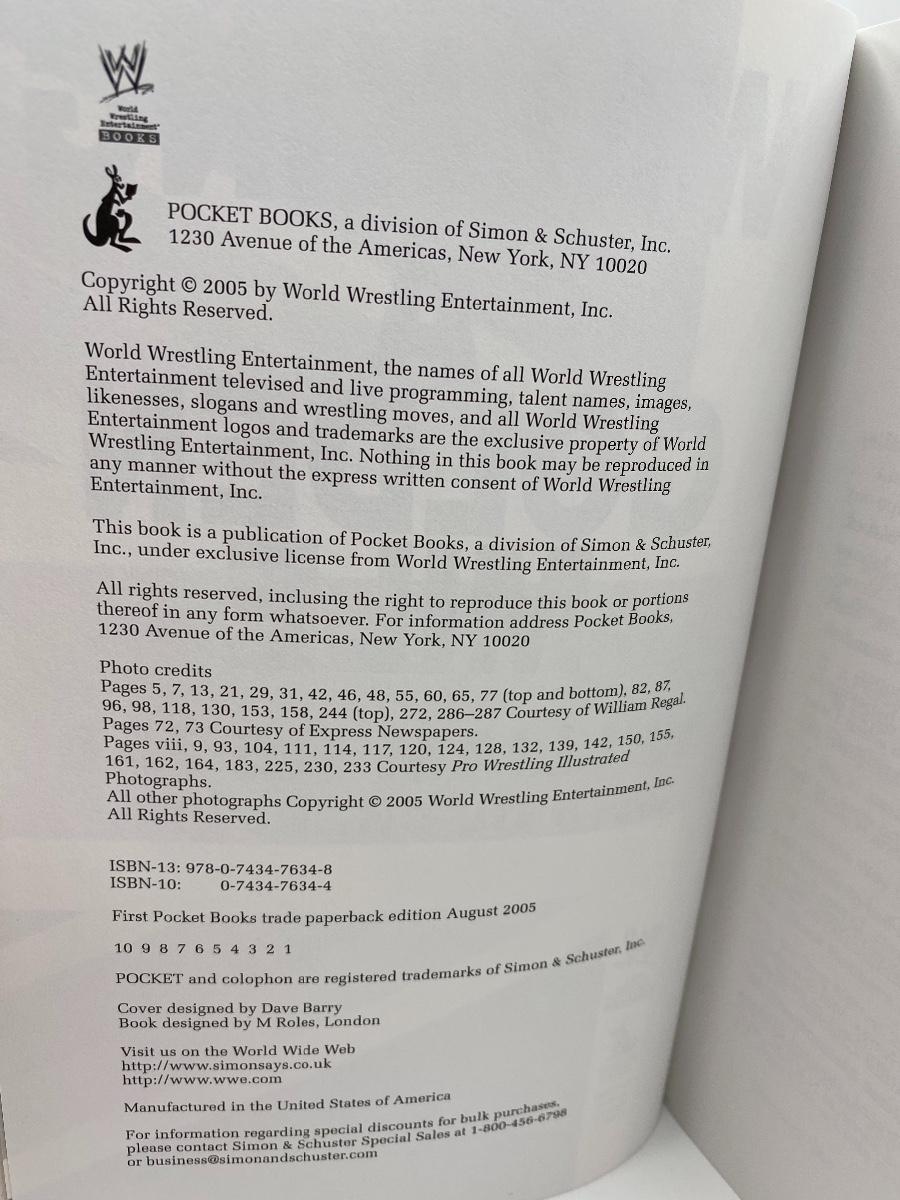 W
World
Wrestling
Entertainment
BOOKS
POCKET BOOKS, a division of Simon & Schuster, Inc.
1230 Avenue of the Americas, New York, NY 10020
Copyright © 2005 by World Wrestling Entertainment, Inc.
All Rights Reserved.
World Wrestling Entertainment, the names of all World Wrestling
Entertainment televised and live programming, talent names, images,
likenesses, slogans and wrestling moves, and all World Wrestling
Entertainment logos and trademarks are the exclusive property of World
Wrestling Entertainment, Inc. Nothing in this book may be reproduced in
any manner without the express written consent of World Wrestling
Entertainment, Inc.
This book is a publication of Pocket Books, a division of Simon & Schuster,
Inc., under exclusive license from World Wrestling Entertainment, Inc.
All rights reserved, inclusing the right to reproduce this book or portions
thereof in any form whatsoever. For information address Pocket Books,
1230 Avenue of the Americas, New York, NY 10020
Photo credits
Pages 5, 7, 13, 21, 29, 31, 42, 46, 48, 55, 60, 65, 77 (top and bottom), 82, 87,
96, 98, 118, 130, 153, 158, 244 (top), 272, 286–287 Courtesy of William Regal.
Pages 72, 73 Courtesy of Express Newspapers.
Pages viii, 9, 93, 104, 111, 114, 117, 120, 124, 128, 132, 139, 142, 150, 155,
161, 162, 164, 183, 225, 230, 233 Courtesy Pro Wrestling Illustrated
Photographs.
All other photographs Copyright © 2005 World Wrestling Entertainment, Inc.
All Rights Reserved.
ISBN-13: 978-0-7434-7634-8
ISBN-10: 0-7434-7634-4
First Pocket Books trade paperback edition August 2005
10 9 8 7 6 5 4 3 2 1
POCKET and colophon are registered trademarks of Simon & Schuster, Inc.
Cover designed by Dave Barry
Book designed by M Roles, London
Visit us on the World Wide Web
http://www.simonsays.co.uk
http://www.wwe.com
Manufactured in the United States of America
For information regarding special discounts for bulk purchases,
please contact Simon & Schuster Special Sales at 1-800-456-6798
or business@simonandschuster.com